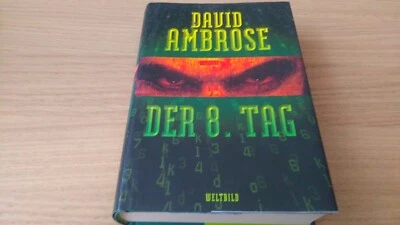 DAVID
AMBROSE
DER 8. TAG
WELTBILD